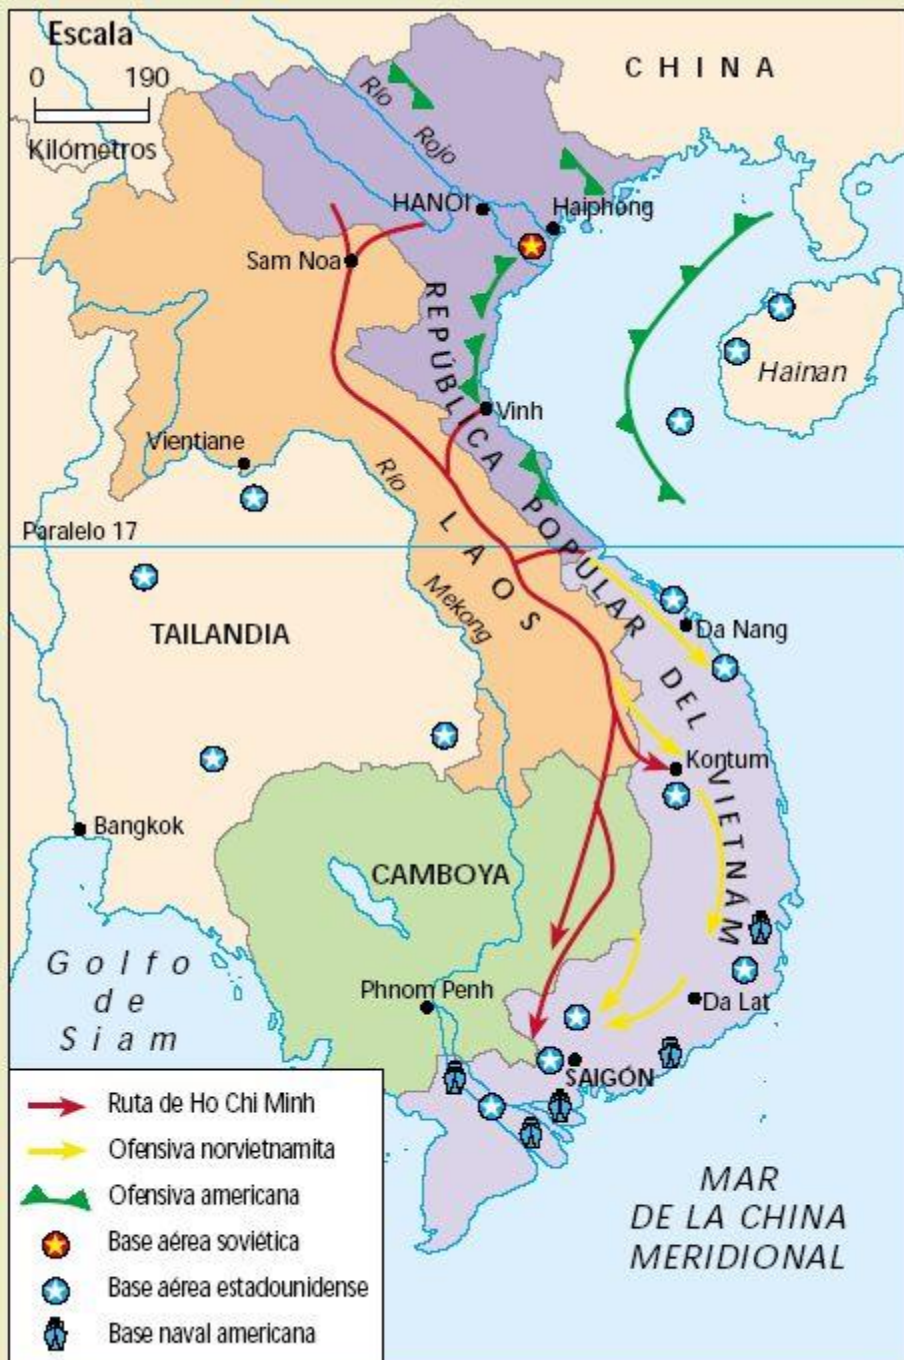 Escala
0 190
Kilómetros
CHINA
Río
Rojo
HANOI
Haiphong
Sam Noa
REPÚBLICA POPULAR DEL VIETNÁM
Hainan
Vinh
Vientiane
Río
Mekong
LAOS
Paralelo 17
TAILANDIA
Da Nang
Kontum
Bangkok
CAMBOYA
Golfo
de
Siam
Phnom Penh
Da Lat
SAIGÓN
MAR
DE LA CHINA
MERIDIONAL
Ruta de Ho Chi Minh
Ofensiva norvietnamita
Ofensiva americana
Base aérea soviética
Base aérea estadounidense
Base naval americana